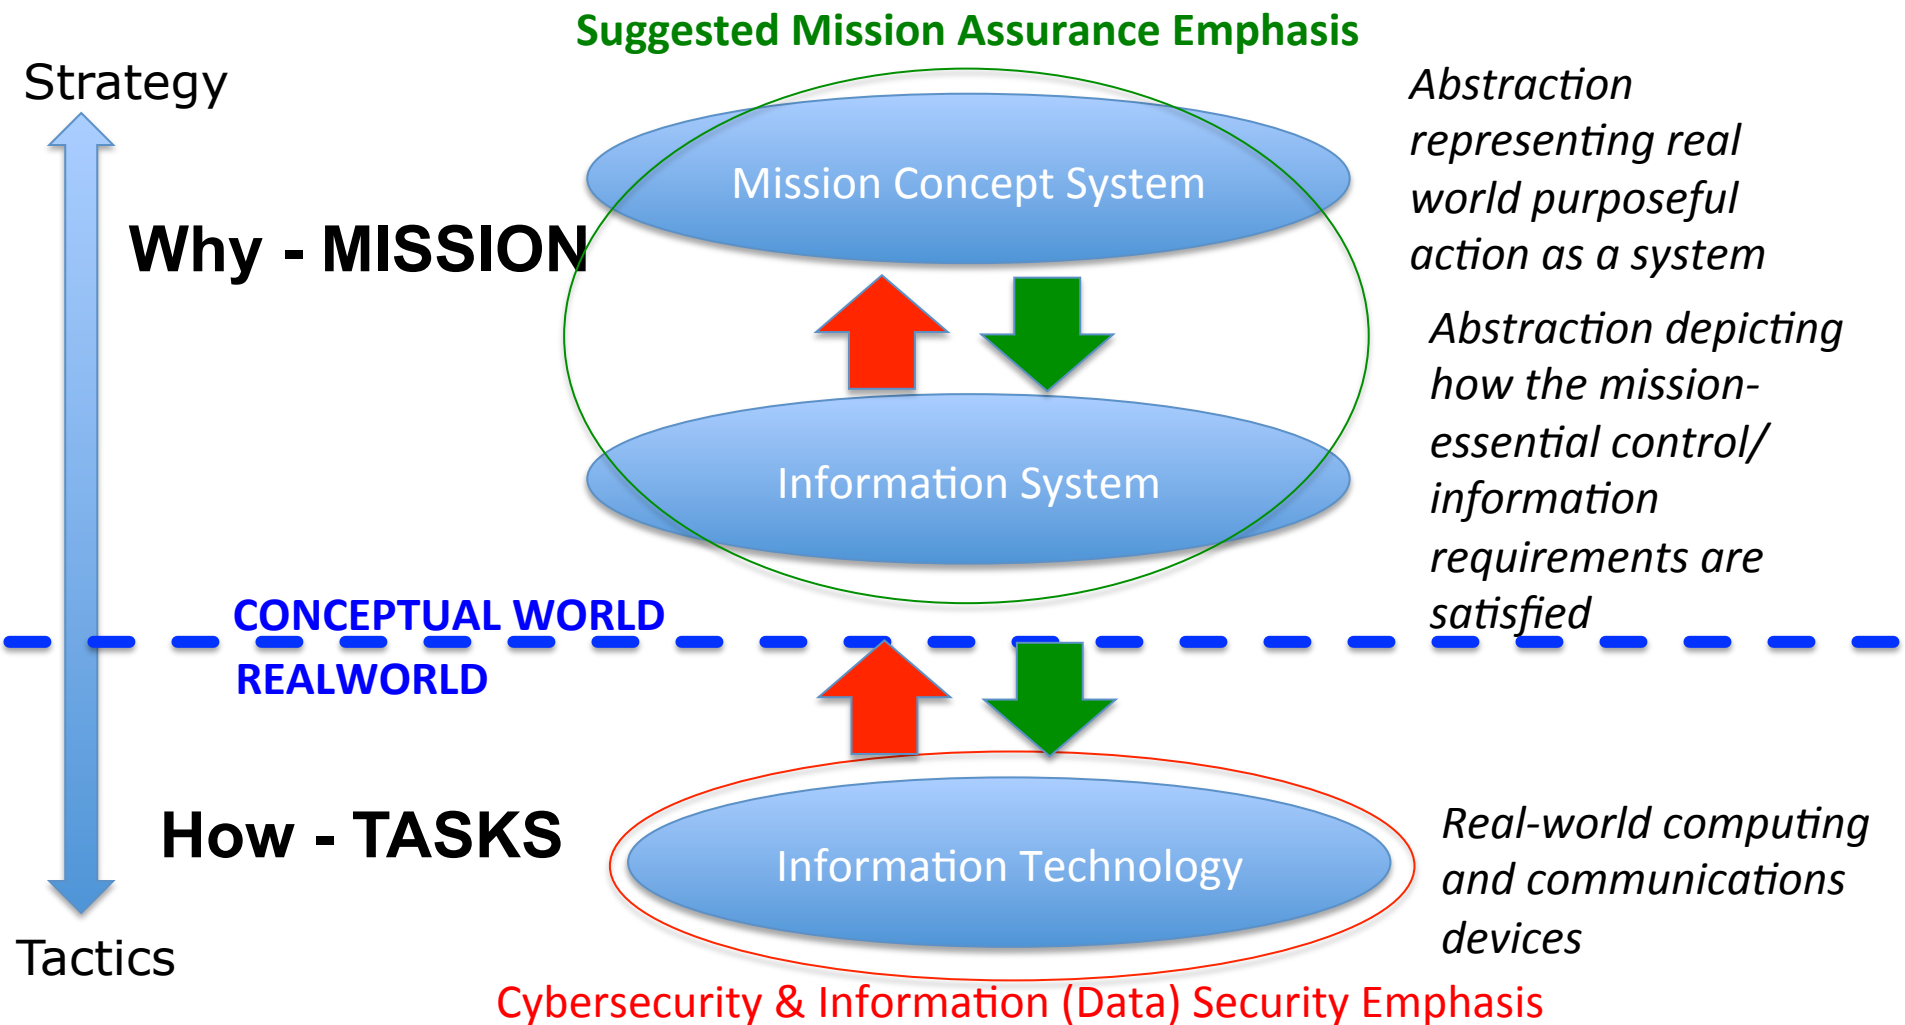 Suggested Mission Assurance Emphasis
Strategy
Mission Concept System
Abstraction
representing real
world purposeful
action as a system
Why - MISSION
Abstraction depicting
how the mission-
essential control/
information
requirements are
satisfied
Information System
CONCEPTUAL WORLD
REALWORLD
How - TASKS
Information Technology
Real-world computing
and communications
devices
Tactics
Cybersecurity & Information (Data) Security Emphasis